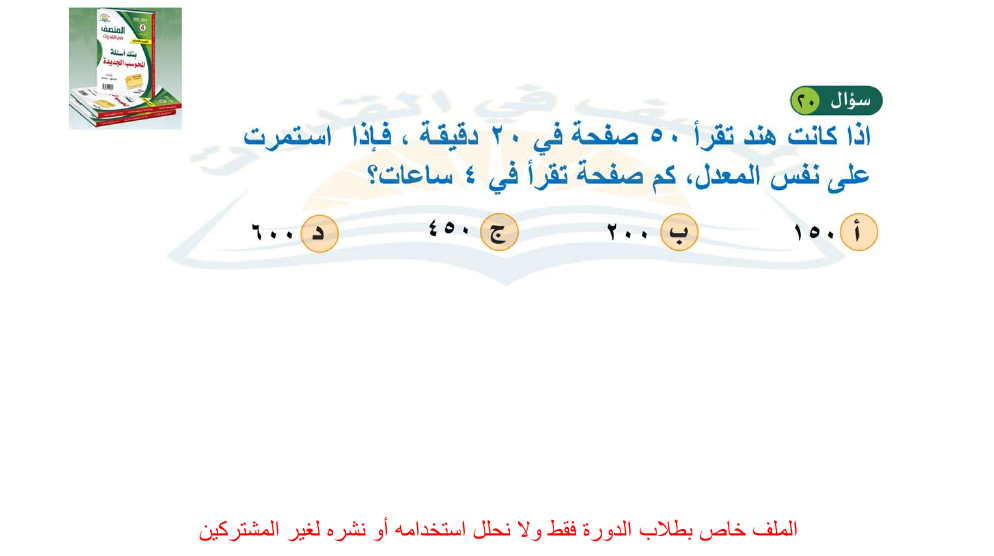 المنصف
في القدرات
بنك أسئلة
المحوسب الجديدة
سؤال ٢٠
اذا كانت هند تقرأ ٥٠ صفحة في ٢٠ دقيقة ، فإذا استمرت
على نفس المعدل، كم صفحة تقرأ في ٤ ساعات؟
أ ١٥٠ ب ٢٠٠ ج ٤٥٠ د ٦٠٠
الملف خاص بطلاب الدورة فقط ولا نحلل استخدامه أو نشره لغير المشتركين